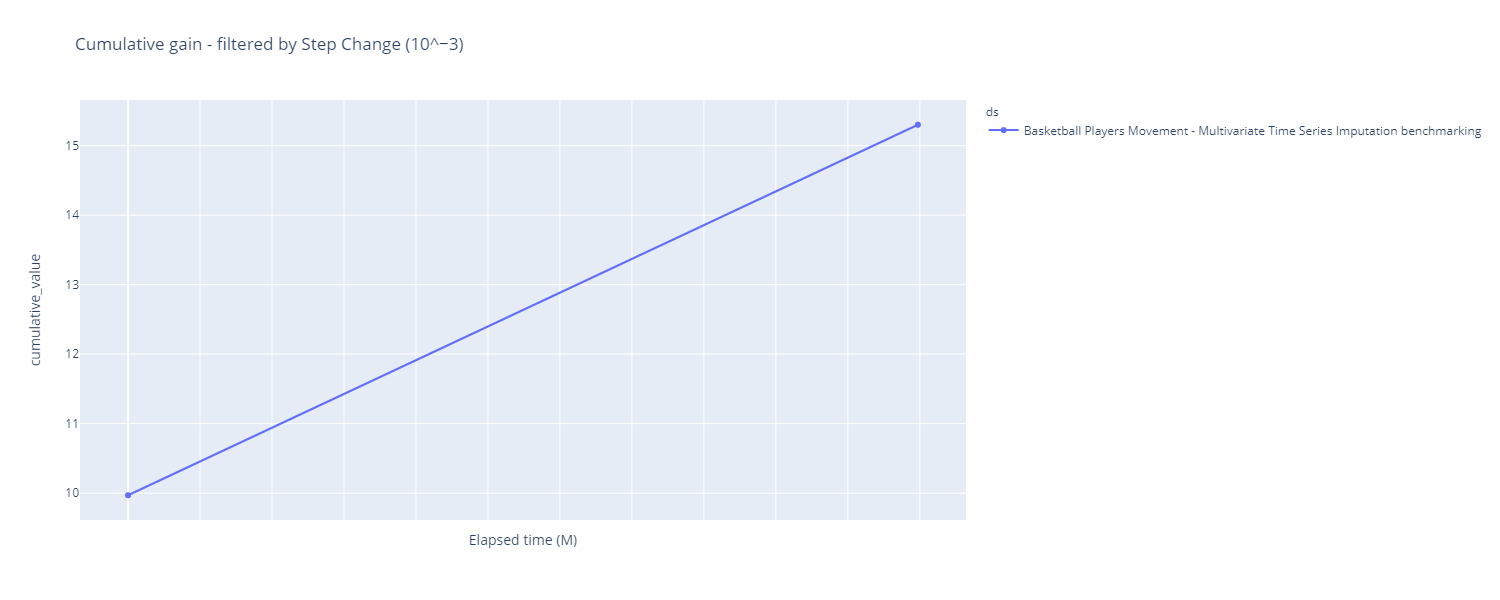 Cumulative gain - filtered by Step Change (10^−3)
ds
Basketball Players Movement - Multivariate Time Series Imputation benchmarking
15
14
13
12
11
10
cumulative_value
Elapsed time (M)